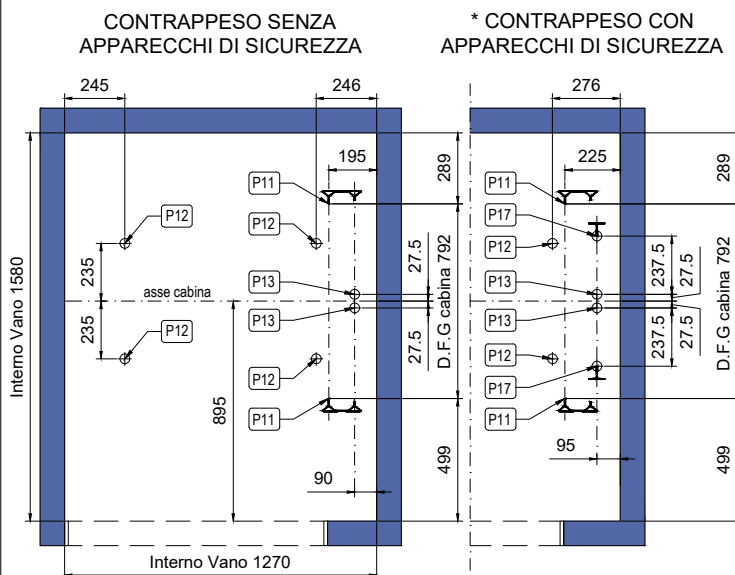 CONTRAPPESO SENZA
APPARECCHI DI SICUREZZA
* CONTRAPPESO CON
APPARECCHI DI SICUREZZA
245
246
276
195
225
289
289
P11
P11
P12
P12
P17
P12
235
27.5
237.5
27.5
Interno Vano 1580
asse cabina
P13
P13
D.F.G cabina 792
D.F.G cabina 792
P13
P13
235
27.5
237.5
27.5
P12
P12
P12
P17
P11
P11
895
499
499
90
95
Interno Vano 1270